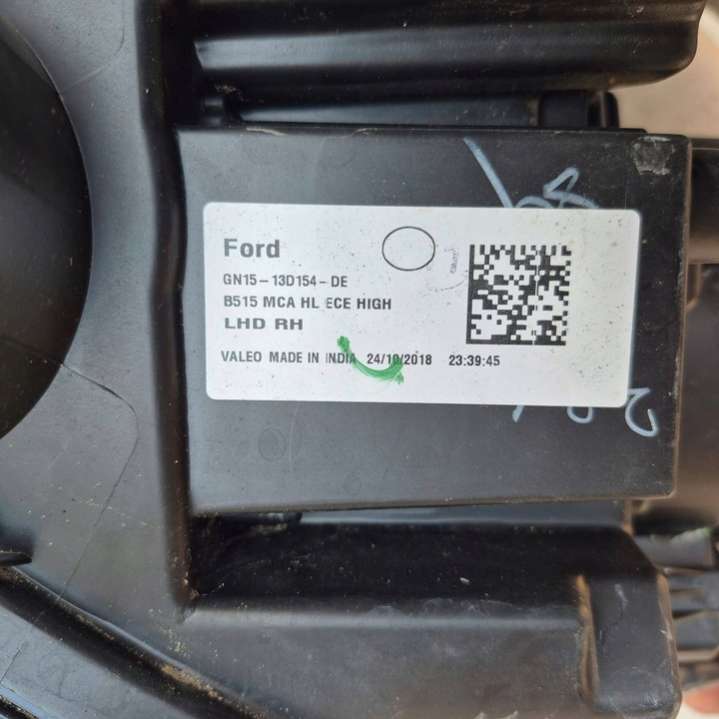 Ford
GN15-13D154-DE
B515 MCA HL ECE HIGH
LHD RH
VALEO MADE IN INDIA 24/10/2018 23:39:45